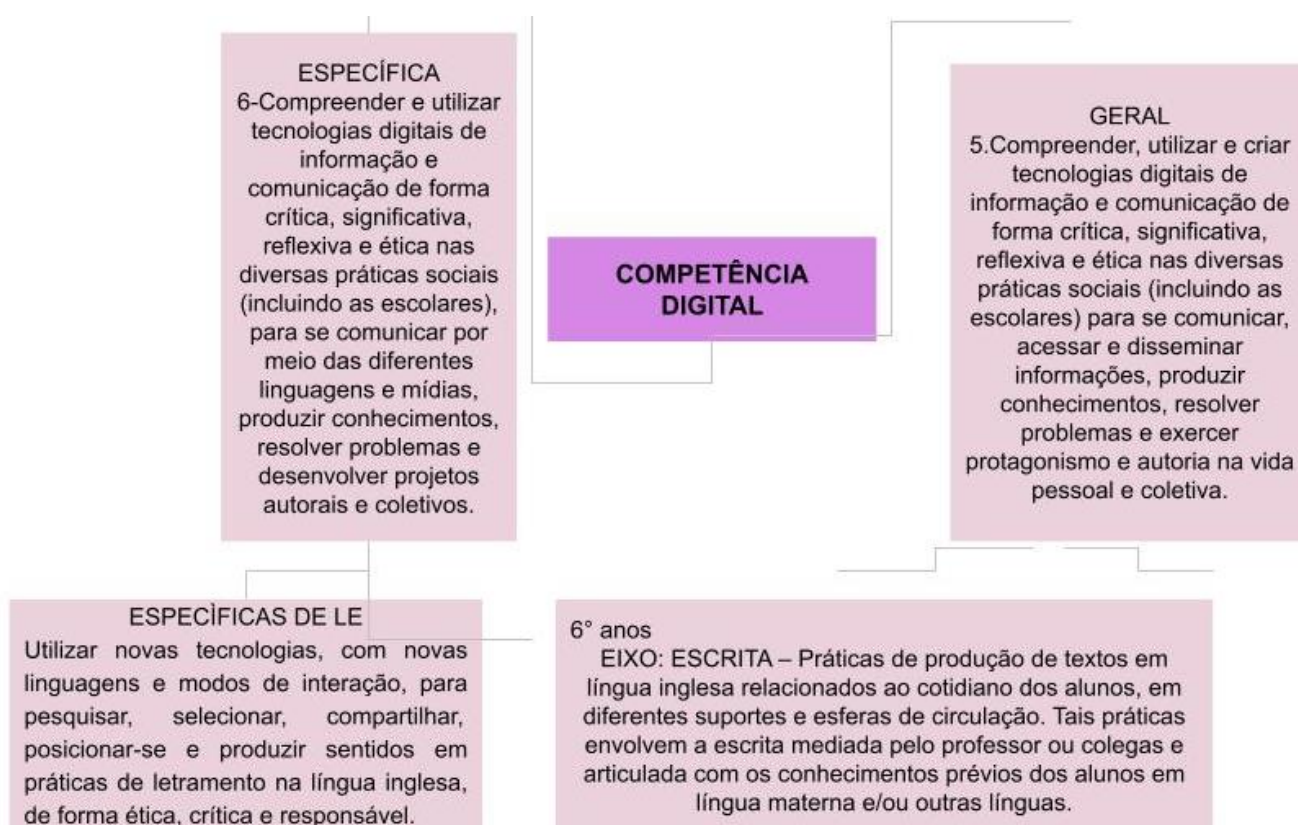 ESPECÍFICA
6-Compreender e utilizar
tecnologias digitais de
informação e
comunicação de forma
crítica, significativa,
reflexiva e ética nas
diversas práticas sociais
(incluindo as escolares),
para se comunicar por
meio das diferentes
linguagens e mídias,
produzir conhecimentos,
resolver problemas e
desenvolver projetos
autorais e coletivos.
COMPETÊNCIA
DIGITAL
GERAL
5.Compreender, utilizar e criar
tecnologias digitais de
informação e comunicação de
forma crítica, significativa,
reflexiva e ética nas diversas
práticas sociais (incluindo as
escolares) para se comunicar,
acessar e disseminar
informações, produzir
conhecimentos, resolver
problemas e exercer
protagonismo e autoria na vida
pessoal e coletiva.
ESPECÌFICAS DE LE
Utilizar novas tecnologias, com novas
linguagens e modos de interação, para
pesquisar, selecionar, compartilhar,
posicionar-se e produzir sentidos em
práticas de letramento na língua inglesa,
de forma ética, crítica e responsável.
6° anos
EIXO: ESCRITA – Práticas de produção de textos em
língua inglesa relacionados ao cotidiano dos alunos, em
diferentes suportes e esferas de circulação. Tais práticas
envolvem a escrita mediada pelo professor ou colegas e
articulada com os conhecimentos prévios dos alunos em
língua materna e/ou outras línguas.